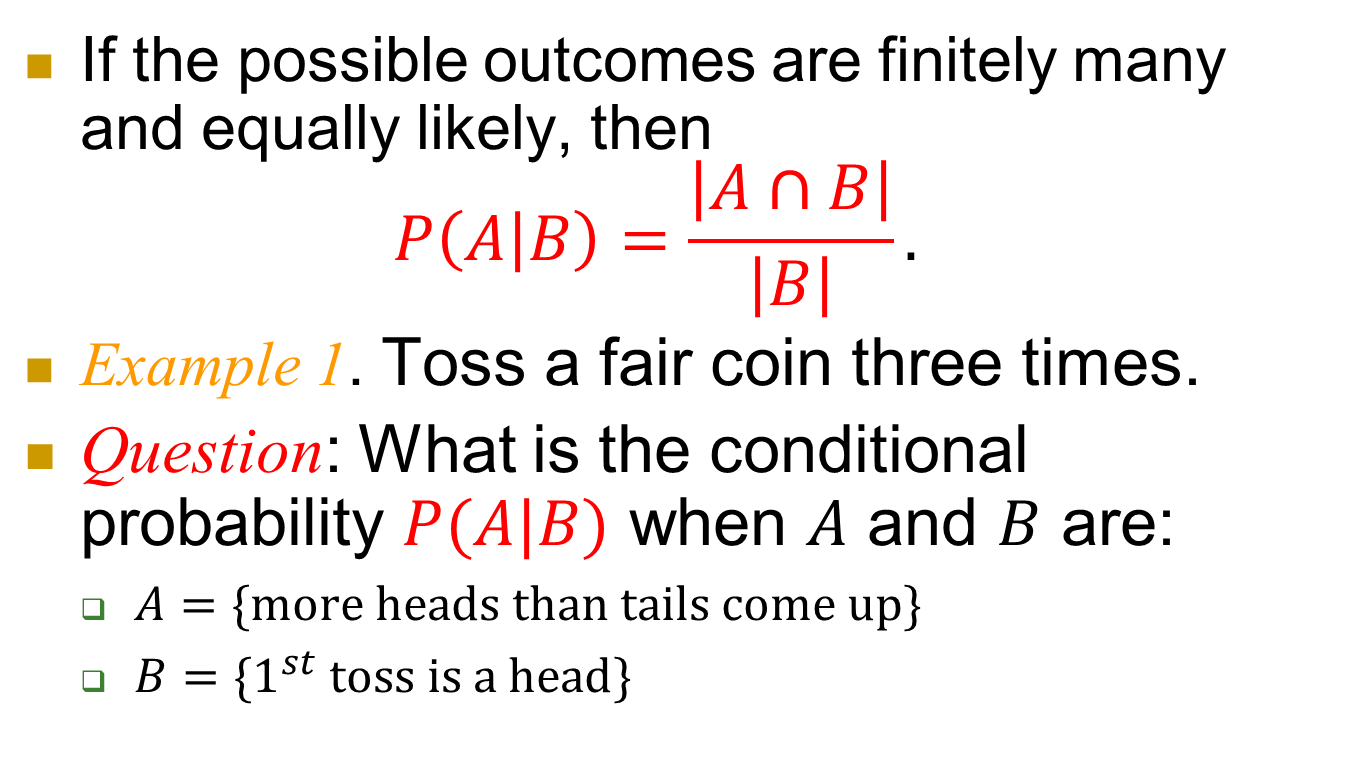 If the possible outcomes are finitely many
and equally likely, then
P(A|B) = |A ∩ B| / |B| .
Example 1. Toss a fair coin three times.
Question: What is the conditional
probability P(A|B) when A and B are:
A = {more heads than tails come up}
B = {1st toss is a head}